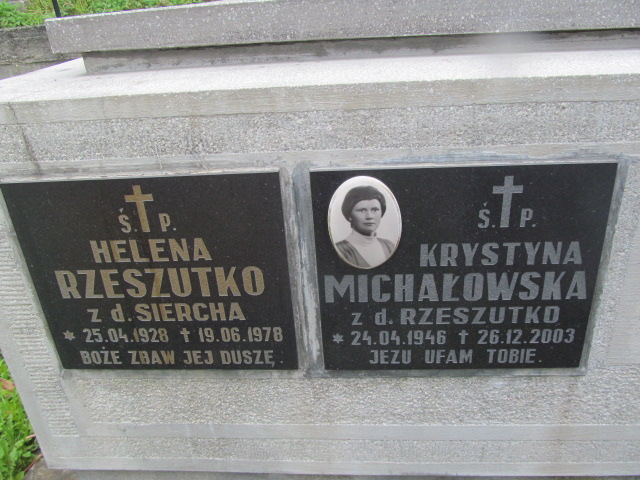 Ś. P.
HELENA
RZESZUTKO
z d. SIERCHA
* 25.04.1928 † 19.06.1978
BOŻE ZBAW JEJ DUSZĘ.
Ś. P.
KRYSTYNA
MICHAŁOWSKA
z d. RZESZUTKO
* 24.04.1946 † 26.12.2003
JEZU UFAM TOBIE.